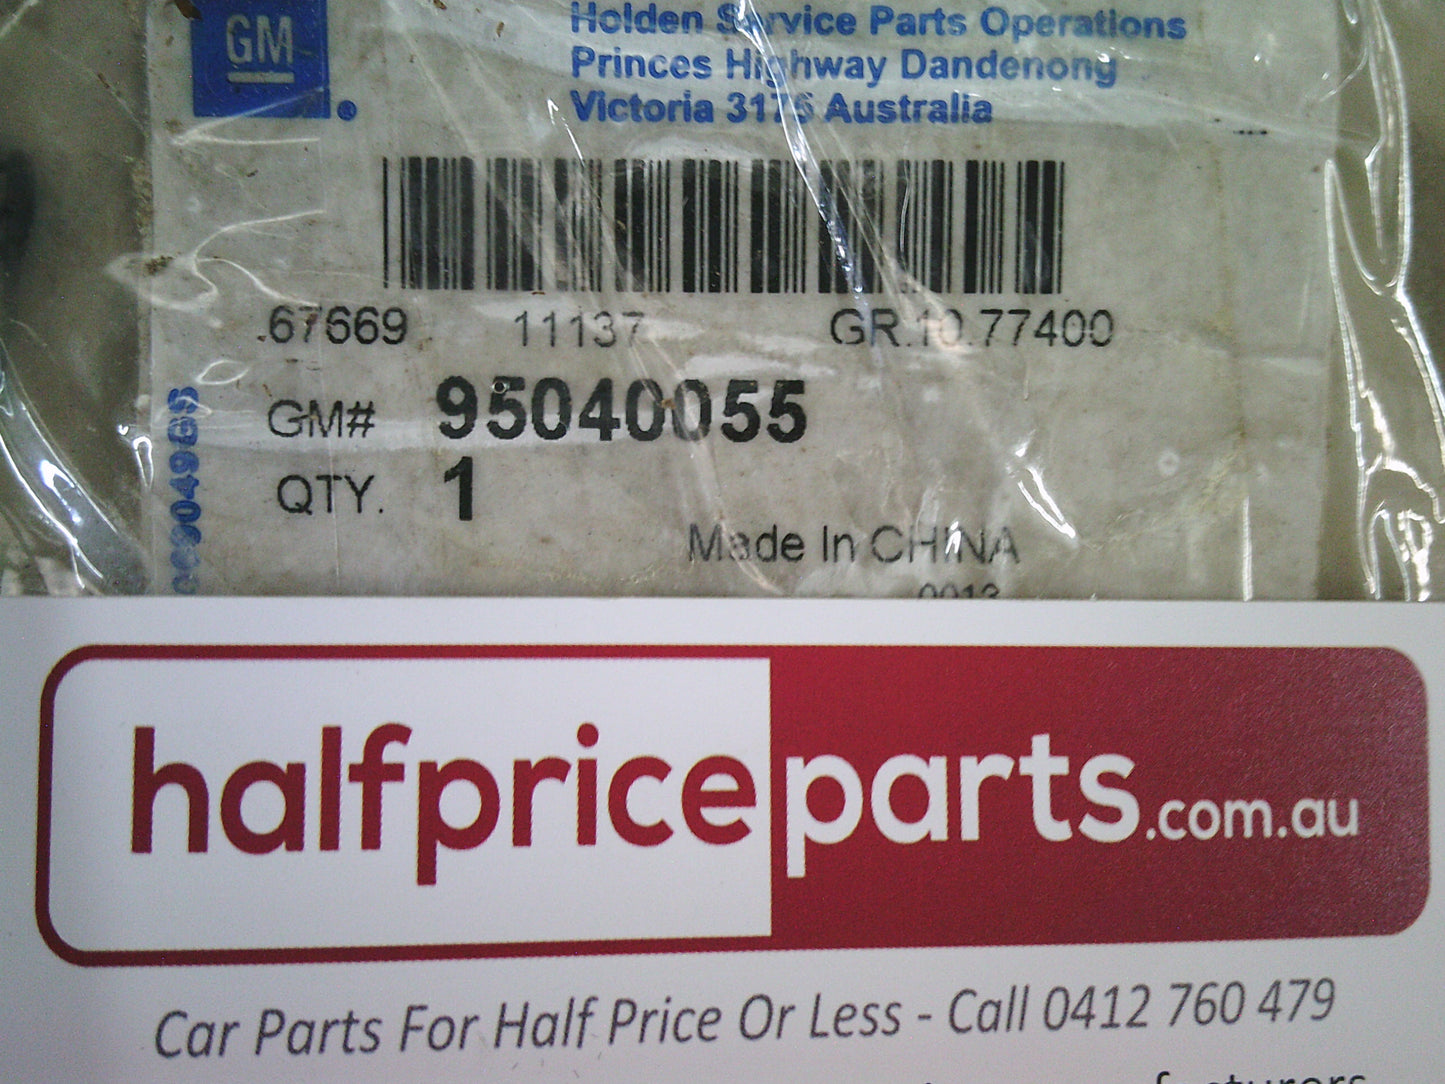 GM
Holden Service Parts Operations
Princes Highway Dandenong
Victoria 3175 Australia
.67669 11137 GR.10.77400
GM# 95040055
QTY. 1
Made In CHINA
0013
halfpriceparts.com.au
Car Parts For Half Price Or Less - Call 0412 760 479